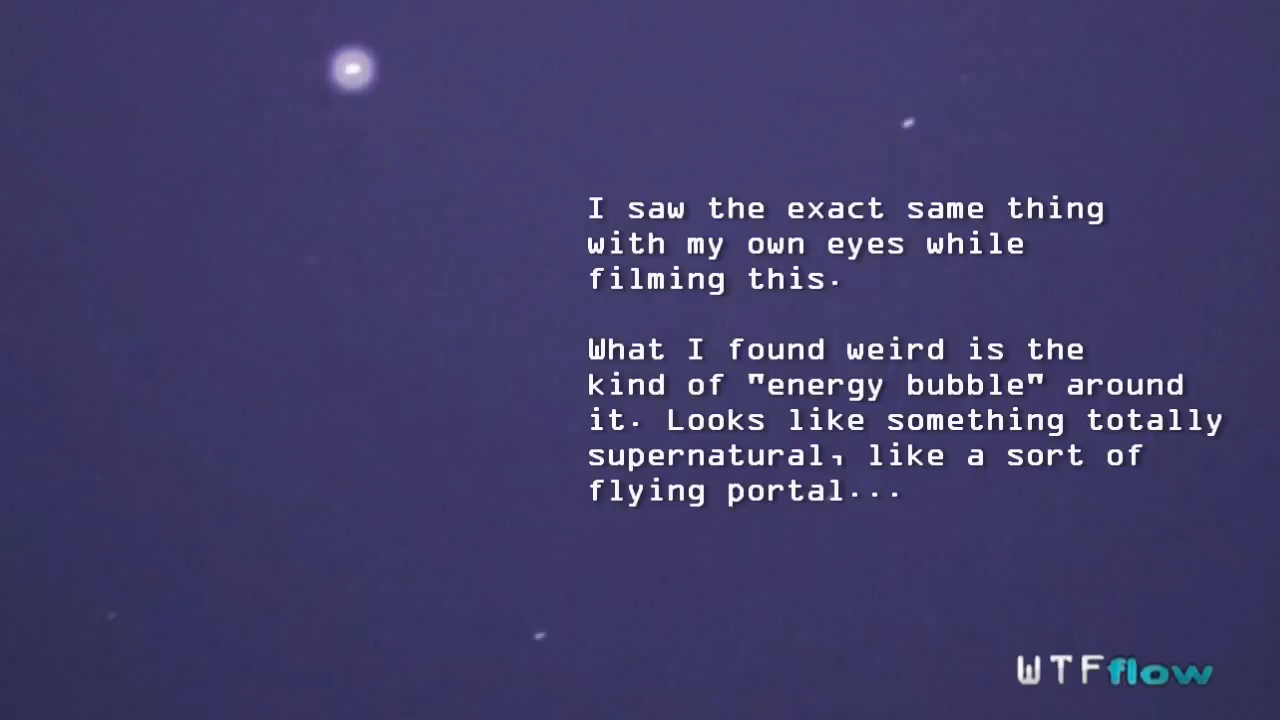 I saw the exact same thing
with my own eyes while
filming this.
What I found weird is the
kind of "energy bubble" around
it. Looks like something totally
supernatural, like a sort of
flying portal...
WTFflow